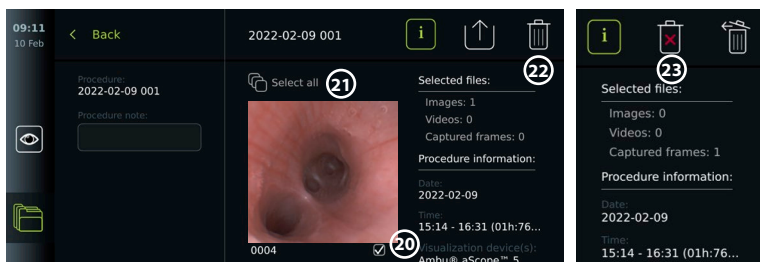 09:11
10 Feb
Back
Procedure:
2022-02-09 001
Procedure note:
2022-02-09 001
i
22
Select all
21
0004
20
Selected files:
Images: 1
Videos: 0
Captured frames: 0
Procedure information:
Date:
2022-02-09
Time:
15:14 - 16:31 (01h:76...
Visualization device(s):
Ambu® aScope™ 5
i
23
Selected files:
Images: 0
Videos: 0
Captured frames: 1
Procedure information:
Date:
2022-02-09
Time:
15:14 - 16:31 (01h:76...